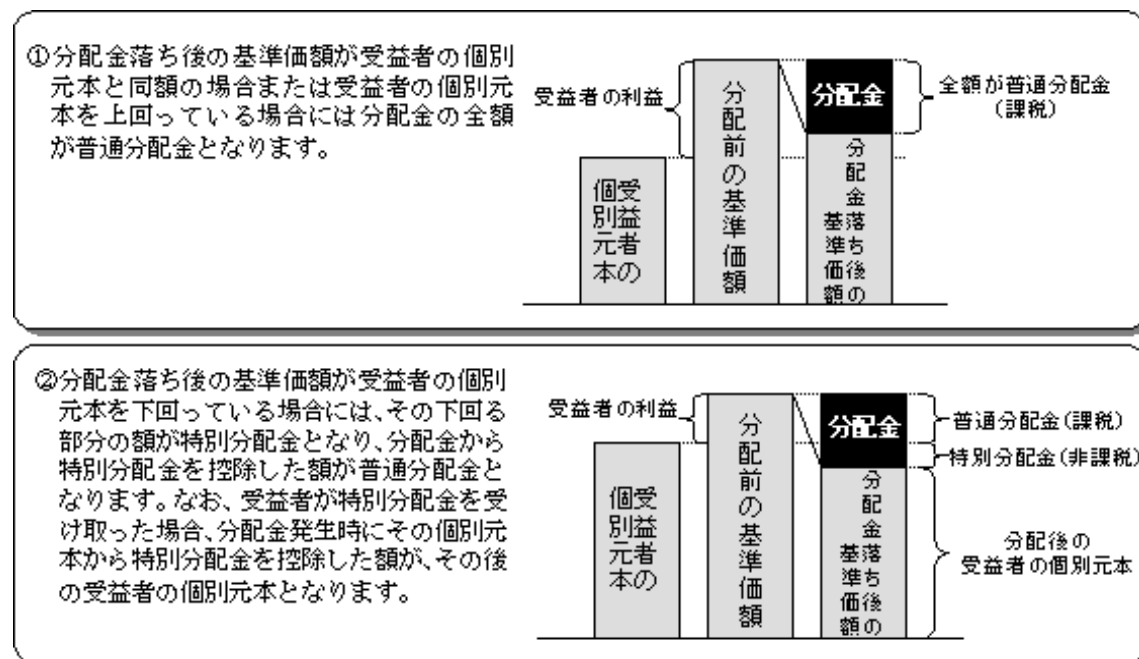 ①分配金落ち後の基準価額が受益者の個別
元本と同額の場合または受益者の個別元
本を上回っている場合には分配金の全額
が普通分配金となります。
受益者の利益
受益者の
個別元本
分配前の基準価額
分配金
分配金落ち後の
基準価額
全額が普通分配金
(課税)
②分配金落ち後の基準価額が受益者の個別
元本を下回っている場合には、その下回る
部分の額が特別分配金となり、分配金から
特別分配金を控除した額が普通分配金と
なります。なお、受益者が特別分配金を受
け取った場合、分配金発生時にその個別元
本から特別分配金を控除した額が、その後
の受益者の個別元本となります。
受益者の利益
受益者の
個別元本
分配前の基準価額
分配金
分配金落ち後の
基準価額
普通分配金(課税)
特別分配金(非課税)
分配後の
受益者の個別元本